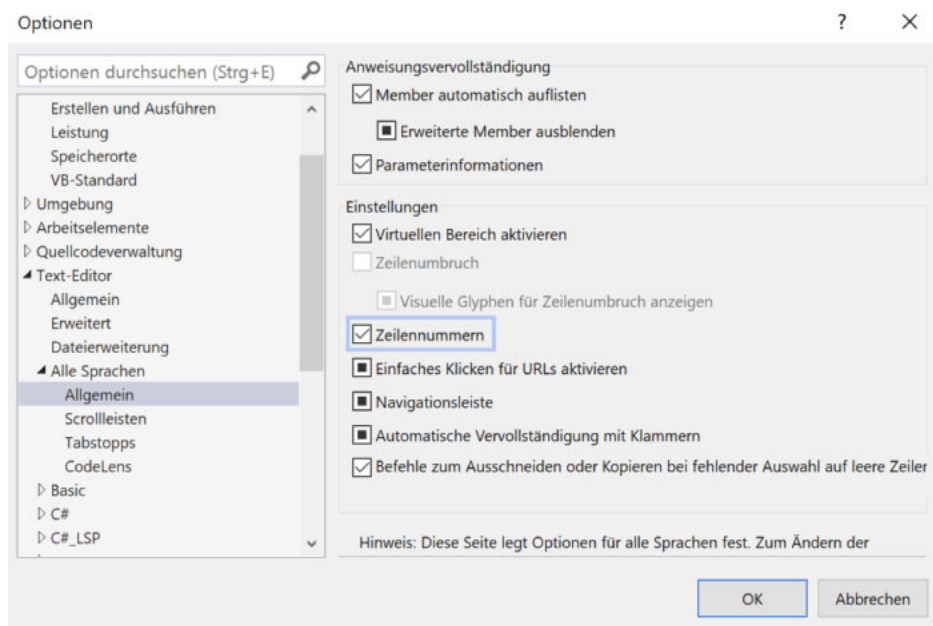 Optionen
Optionen durchsuchen (Strg+E)
Erstellen und Ausführen
Leistung
Speicherorte
VB-Standard
Umgebung
Arbeitselemente
Quellcodeverwaltung
Text-Editor
Allgemein
Erweitert
Dateierweiterung
Alle Sprachen
Allgemein
Scrollleisten
Tabstopps
CodeLens
Basic
C#
C#_LSP
Anweisungsvervollständigung
Member automatisch auflisten
Erweiterte Member ausblenden
Parameterinformationen
Einstellungen
Virtuellen Bereich aktivieren
Zeilenumbruch
Visuelle Glyphen für Zeilenumbruch anzeigen
Zeilennummern
Einfaches Klicken für URLs aktivieren
Navigationsleiste
Automatische Vervollständigung mit Klammern
Befehle zum Ausschneiden oder Kopieren bei fehlender Auswahl auf leere Zeiler
Hinweis: Diese Seite legt Optionen für alle Sprachen fest. Zum Ändern der
OK
Abbrechen